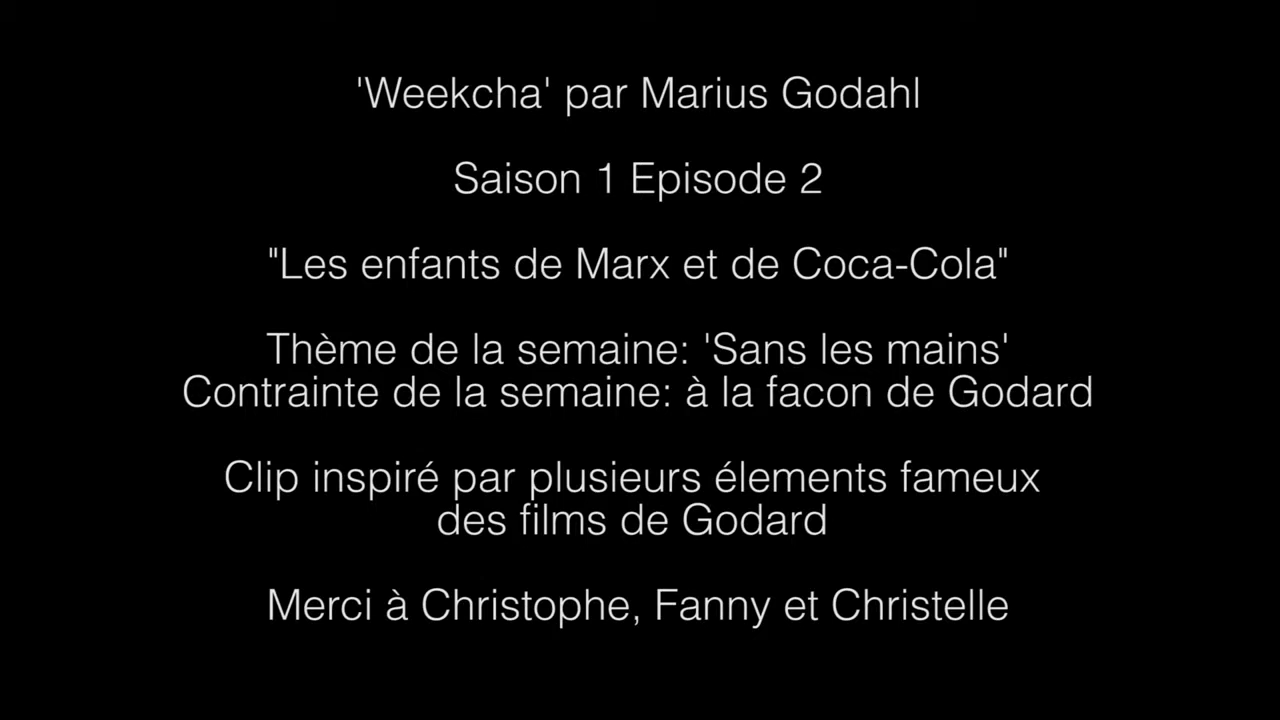 'Weekcha' par Marius Godahl
Saison 1 Episode 2
"Les enfants de Marx et de Coca-Cola"
Thème de la semaine: 'Sans les mains'
Contrainte de la semaine: à la facon de Godard
Clip inspiré par plusieurs élements fameux
des films de Godard
Merci à Christophe, Fanny et Christelle